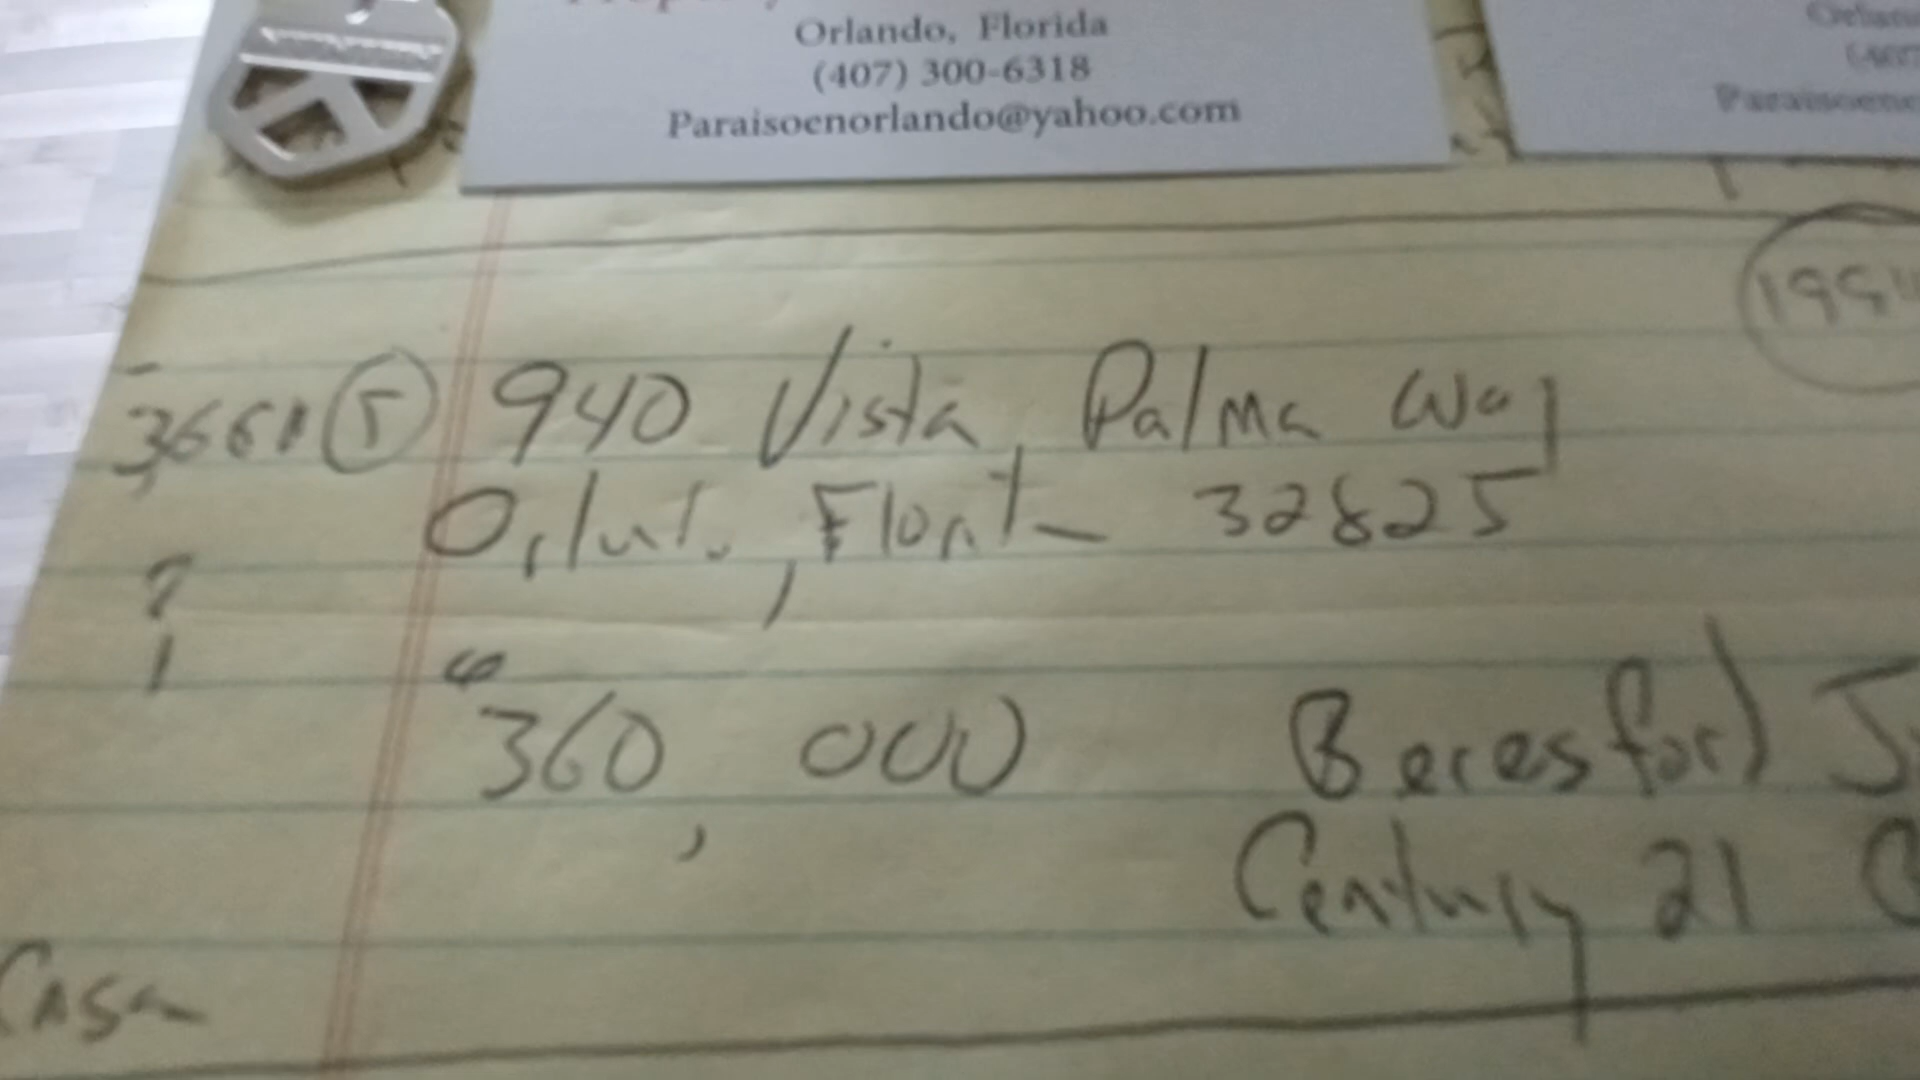 Orlando, Florida
(407) 300-6318
Paraisoenorlando@yahoo.com
5 940 Vista Palma Way
Orlando, Florida 32825
360,000 Beresford
Century 21
Casa